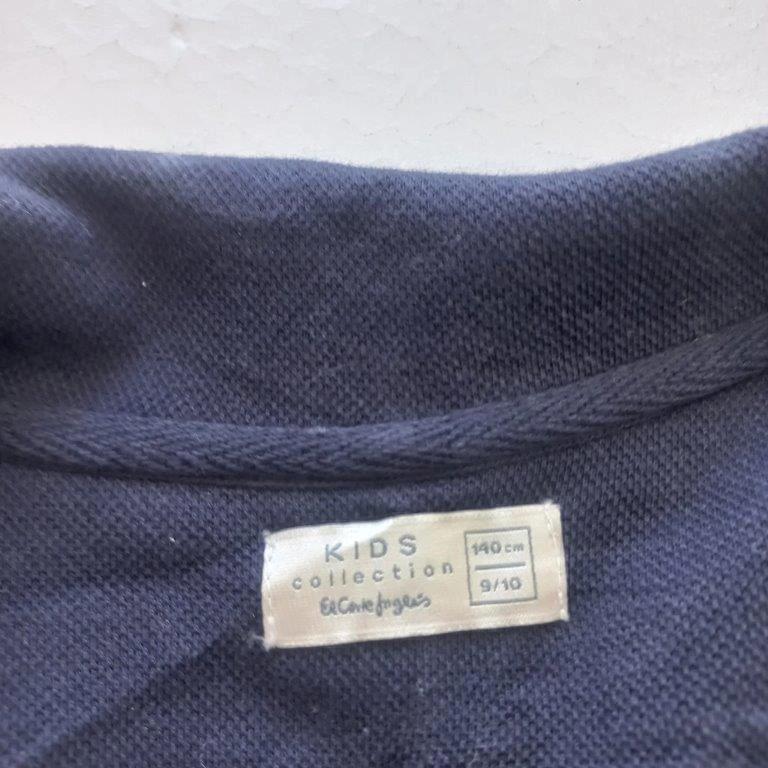 KIDS
collection
El Corte Inglés
140 cm
9/10